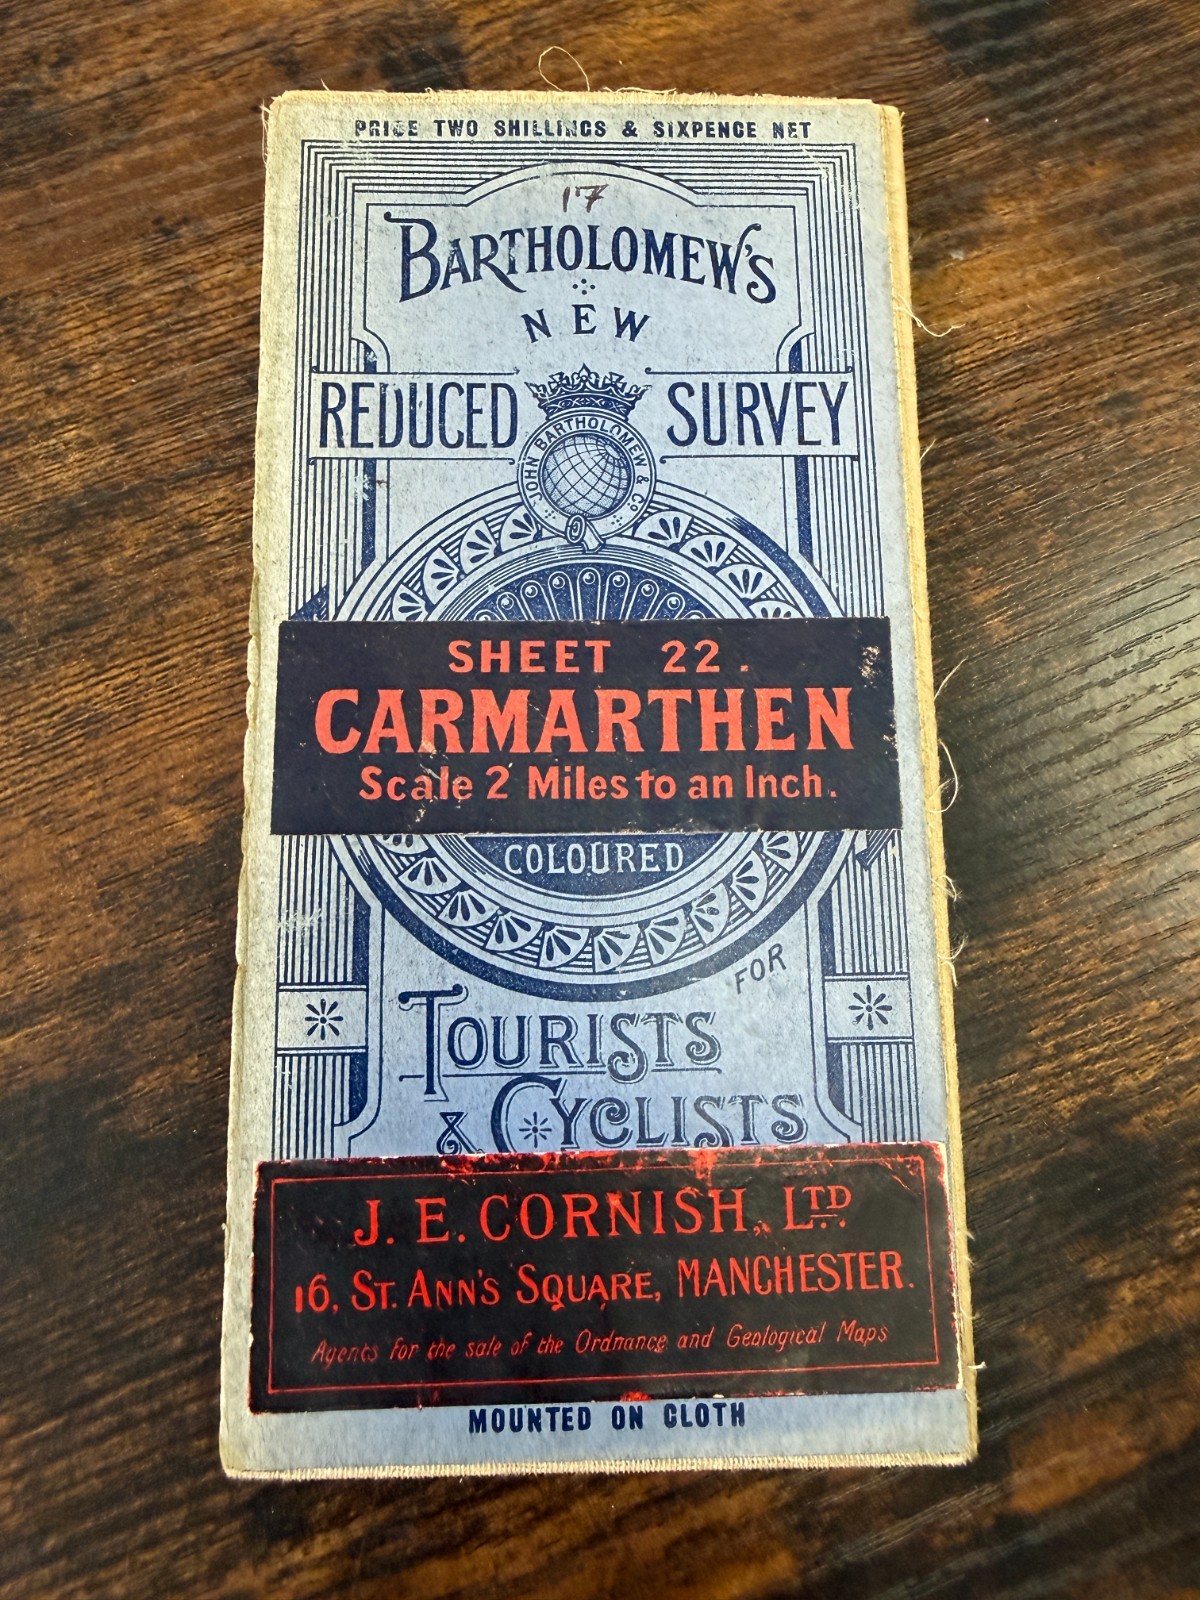 PRICE TWO SHILLINGS & SIXPENCE NET
17
BARTHOLOMEW'S
NEW
REDUCED SURVEY
JOHN BARTHOLOMEW & Co
SHEET 22.
CARMARTHEN
Scale 2 Miles to an Inch.
COLOURED
FOR
TOURISTS
& CYCLISTS
J. E. CORNISH, LTD
16, ST. ANN'S SQUARE, MANCHESTER.
Agents for the sale of the Ordnance and Geological Maps
MOUNTED ON CLOTH